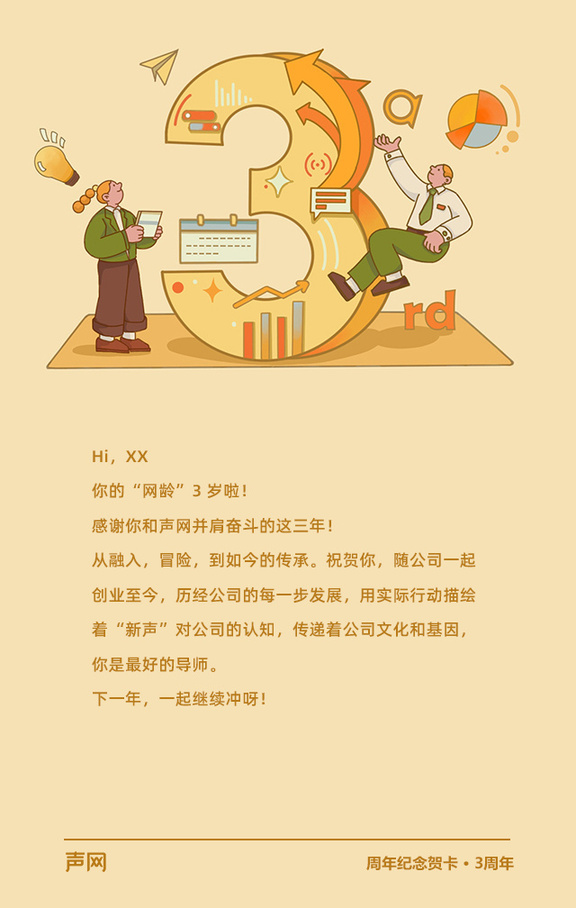 3
a
rd
Hi，XX
你的“网龄”3 岁啦！
感谢你和声网并肩奋斗的这三年！
从融入，冒险，到如今的传承。祝贺你，随公司一起
创业至今，历经公司的每一步发展，用实际行动描绘
着“新声”对公司的认知，传递着公司文化和基因，
你是最好的导师。
下一年，一起继续冲呀！
声网
周年纪念贺卡 • 3周年